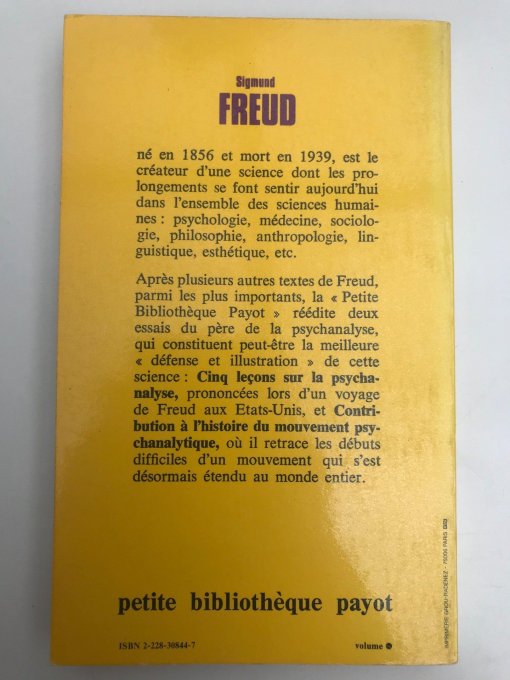 Sigmund
FREUD
né en 1856 et mort en 1939, est le
créateur d'une science dont les pro-
longements se font sentir aujourd'hui
dans l'ensemble des sciences humai-
nes : psychologie, médecine, sociolo-
gie, philosophie, anthropologie, lin-
guistique, esthétique, etc.
Après plusieurs autres textes de Freud,
parmi les plus importants, la « Petite
Bibliothèque Payot » réédite deux
essais du père de la psychanalyse,
qui constituent peut-être la meilleure
« défense et illustration » de cette
science : Cinq leçons sur la psycha-
nalyse, prononcées lors d'un voyage
de Freud aux Etats-Unis, et Contri-
bution à l'histoire du mouvement psy-
chanalytique, où il retrace les débuts
difficiles d'un mouvement qui s'est
désormais étendu au monde entier.
petite bibliothèque payot
ISBN 2-228-30844-7
volume
IMPRIMERIE - 75006 PARIS